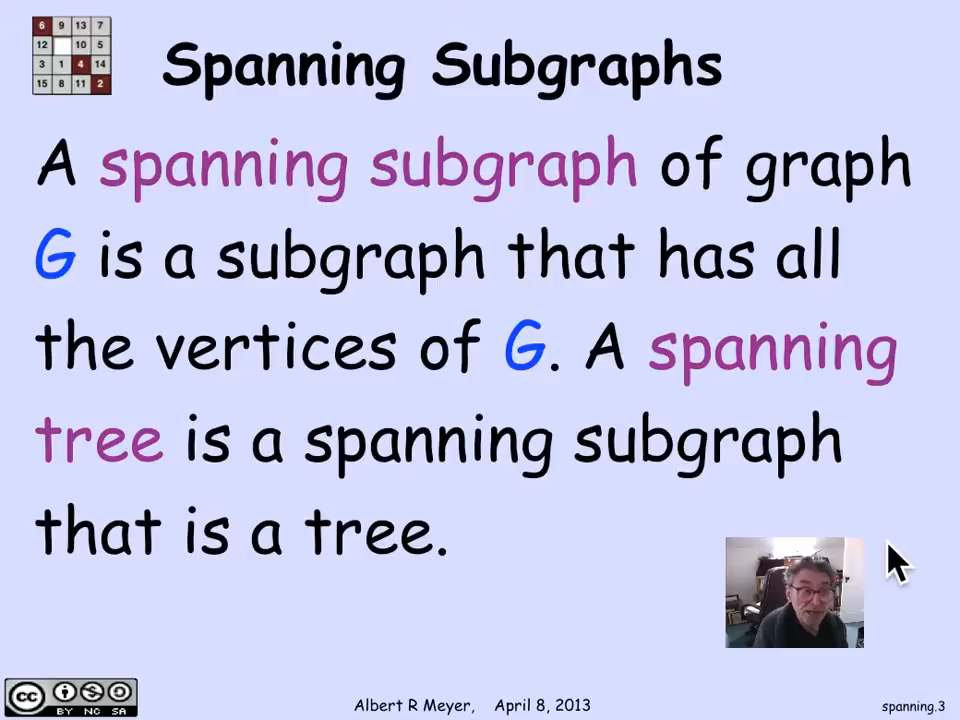 6 9 13 7
12 10 5
3 1 4 14
15 8 11 2
Spanning Subgraphs
A spanning subgraph of graph
G is a subgraph that has all
the vertices of G. A spanning
tree is a spanning subgraph
that is a tree.
cc
BY NC SA
Albert R Meyer, April 8, 2013
spanning.3